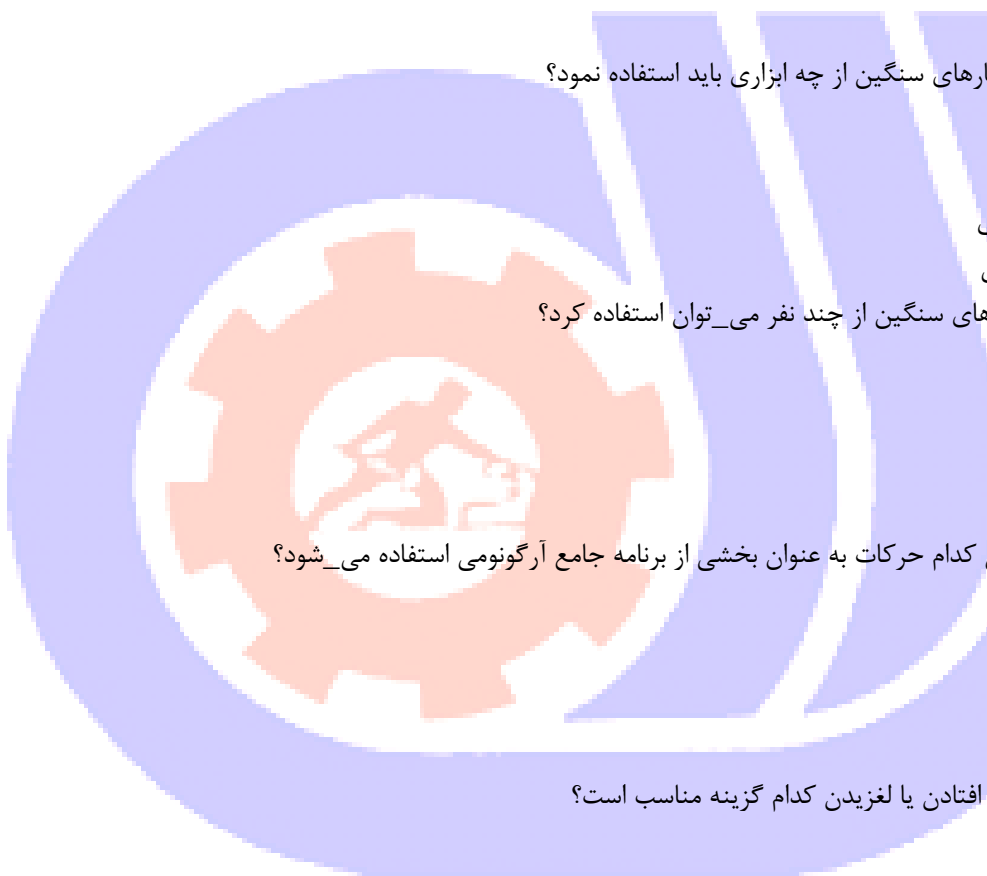 ارهای سنگین از چه ابزاری باید استفاده نمود؟
های سنگین از چند نفر می_توان استفاده کرد؟
کدام حرکات به عنوان بخشی از برنامه جامع آرگونومی استفاده می_شود؟
افتادن یا لغزیدن کدام گزینه مناسب است؟